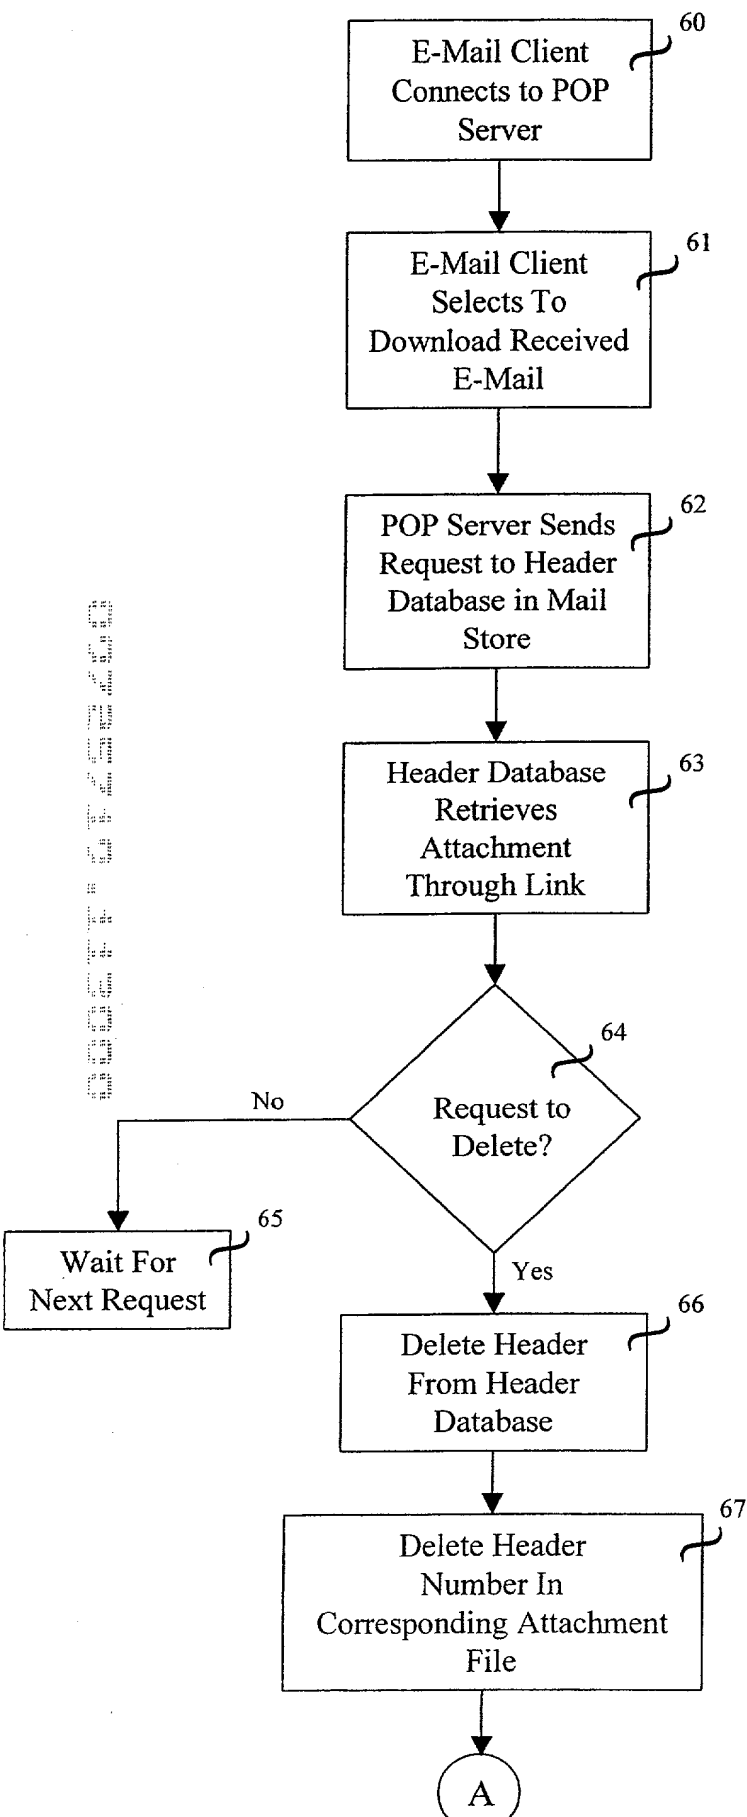 60
E-Mail Client
Connects to POP
Server
61
E-Mail Client
Selects To
Download Received
E-Mail
62
POP Server Sends
Request to Header
Database in Mail
Store
63
Header Database
Retrieves
Attachment
Through Link
64
Request to
Delete?
No
65
Wait For
Next Request
Yes
66
Delete Header
From Header
Database
67
Delete Header
Number In
Corresponding Attachment
File
A